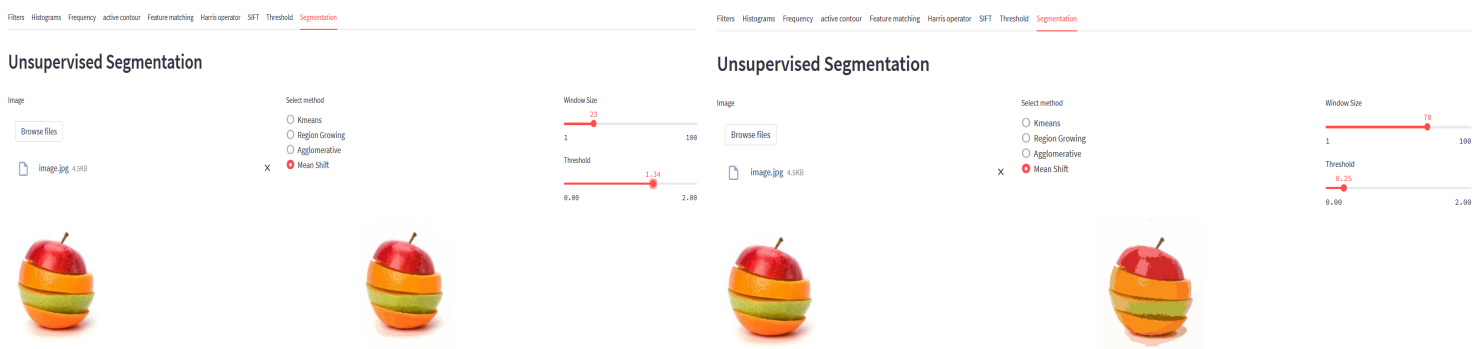 Filters Histograms Frequency active contour Feature matching Harris operator SIFT Threshold Segmentation
Unsupervised Segmentation
Image
Browse files
image.jpg 4.5KB X
Select method
Kmeans
Region Growing
Agglomerative
Mean Shift
Window Size
23
1 100
Threshold
1.34
0.00 2.00
Filters Histograms Frequency active contour Feature matching Harris operator SIFT Threshold Segmentation
Unsupervised Segmentation
Image
Browse files
image.jpg 4.5KB X
Select method
Kmeans
Region Growing
Agglomerative
Mean Shift
Window Size
78
1 100
Threshold
0.25
0.00 2.00